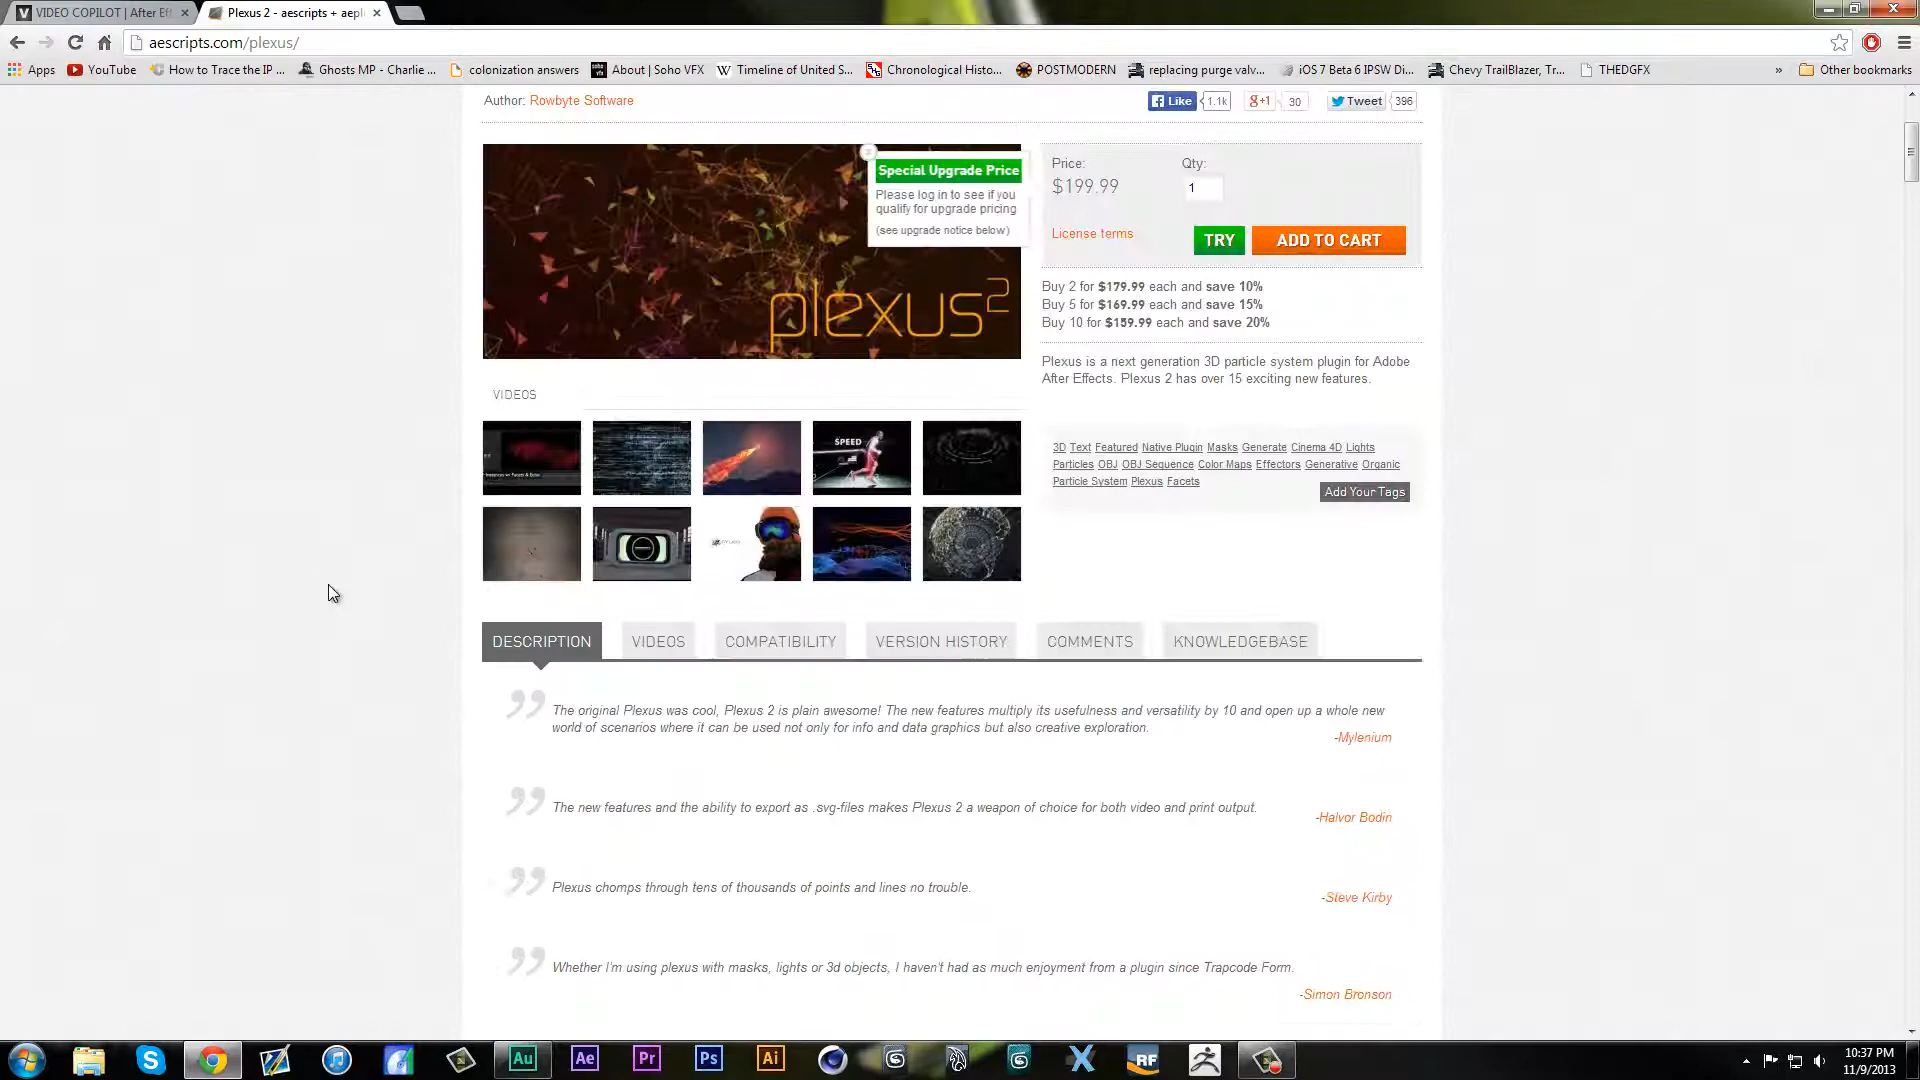 VIDEO COPILOT | After Eff
Plexus 2 - aescripts + aepl
aescripts.com/plexus/
Apps
YouTube
How to Trace the IP ...
Ghosts MP - Charlie ...
colonization answers
About | Soho VFX
Timeline of United S...
Chronological Histo...
POSTMODERN
replacing purge valv...
iOS 7 Beta 6 IPSW Di...
Chevy TrailBlazer, Tr...
THEDGFX
»
Other bookmarks
Author: Rowbyte Software
Like 1.1k
g+1 30
Tweet 396
Special Upgrade Price
Please log in to see if you
qualify for upgrade pricing
(see upgrade notice below)
plexus2
Price:
Qty:
$199.99
1
License terms
TRY
ADD TO CART
Buy 2 for $179.99 each and save 10%
Buy 5 for $169.99 each and save 15%
Buy 10 for $159.99 each and save 20%
Plexus is a next generation 3D particle system plugin for Adobe
After Effects. Plexus 2 has over 15 exciting new features.
VIDEOS
SPEED
3D Text Featured Native Plugin Masks Generate Cinema 4D Lights
Particles OBJ OBJ Sequence Color Maps Effectors Generative Organic
Particle System Plexus Facets
Add Your Tags
DESCRIPTION
VIDEOS
COMPATIBILITY
VERSION HISTORY
COMMENTS
KNOWLEDGEBASE
The original Plexus was cool, Plexus 2 is plain awesome! The new features multiply its usefulness and versatility by 10 and open up a whole new
world of scenarios where it can be used not only for info and data graphics but also creative exploration.
-Mylenium
The new features and the ability to export as .svg-files makes Plexus 2 a weapon of choice for both video and print output.
-Halvor Bodin
Plexus chomps through tens of thousands of points and lines no trouble.
-Steve Kirby
Whether I'm using plexus with masks, lights or 3d objects, I haven't had as much enjoyment from a plugin since Trapcode Form.
-Simon Bronson
Au
Ae
Pr
Ps
Ai
RF
10:37 PM
11/9/2013